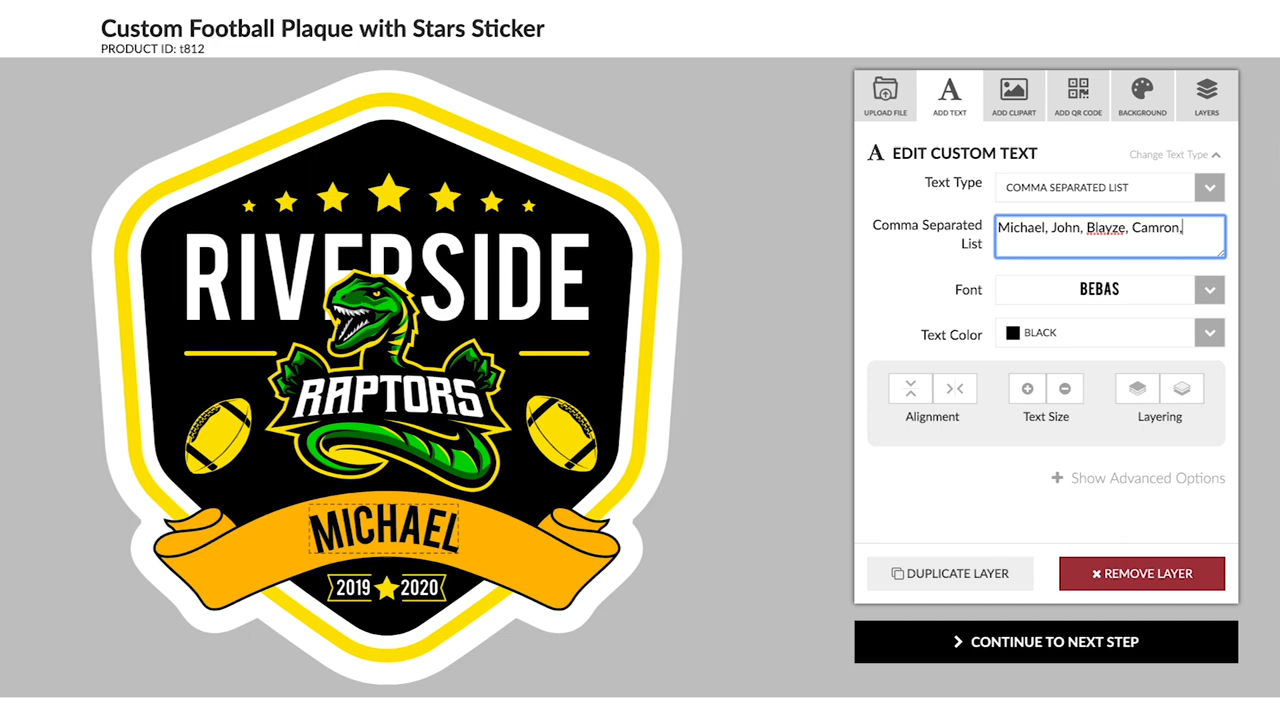 Custom Football Plaque with Stars Sticker
PRODUCT ID: t812
RIVERSIDE
RAPTORS
MICHAEL
2019 2020
UPLOAD FILE
ADD TEXT
ADD CLIPART
ADD QR CODE
BACKGROUND
LAYERS
A EDIT CUSTOM TEXT
Change Text Type
Text Type
COMMA SEPARATED LIST
Comma Separated
List
Michael, John, Blayze, Camron,
Font
BEBAS
Text Color
BLACK
Alignment
Text Size
Layering
Show Advanced Options
DUPLICATE LAYER
REMOVE LAYER
CONTINUE TO NEXT STEP